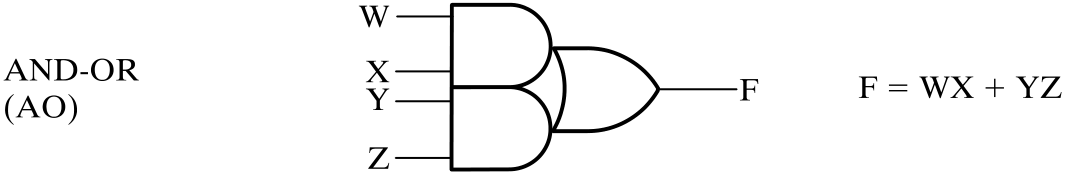 AND-OR
(AO)
W
X
Y
Z
F
F = WX + YZ